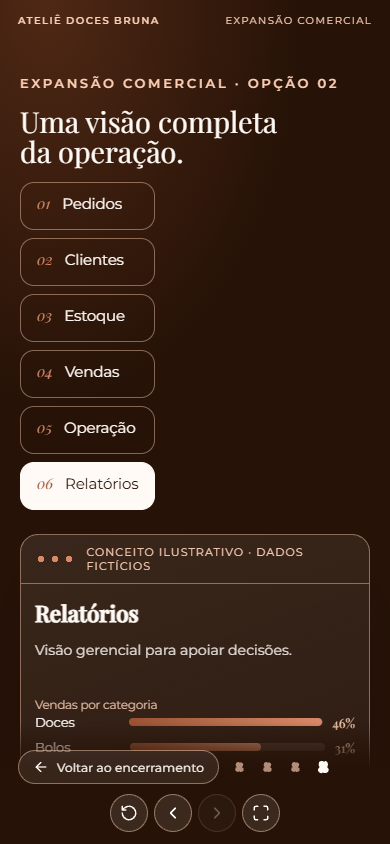 ATELIÊ DOCES BRUNA
EXPANSÃO COMERCIAL
EXPANSÃO COMERCIAL · OPÇÃO 02
Uma visão completa
da operação.
01 Pedidos
02 Clientes
03 Estoque
04 Vendas
05 Operação
06 Relatórios
CONCEITO ILUSTRATIVO · DADOS
FICTÍCIOS
Relatórios
Visão gerencial para apoiar decisões.
Vendas por categoria
Doces 46%
Bolos 31%
Voltar ao encerramento